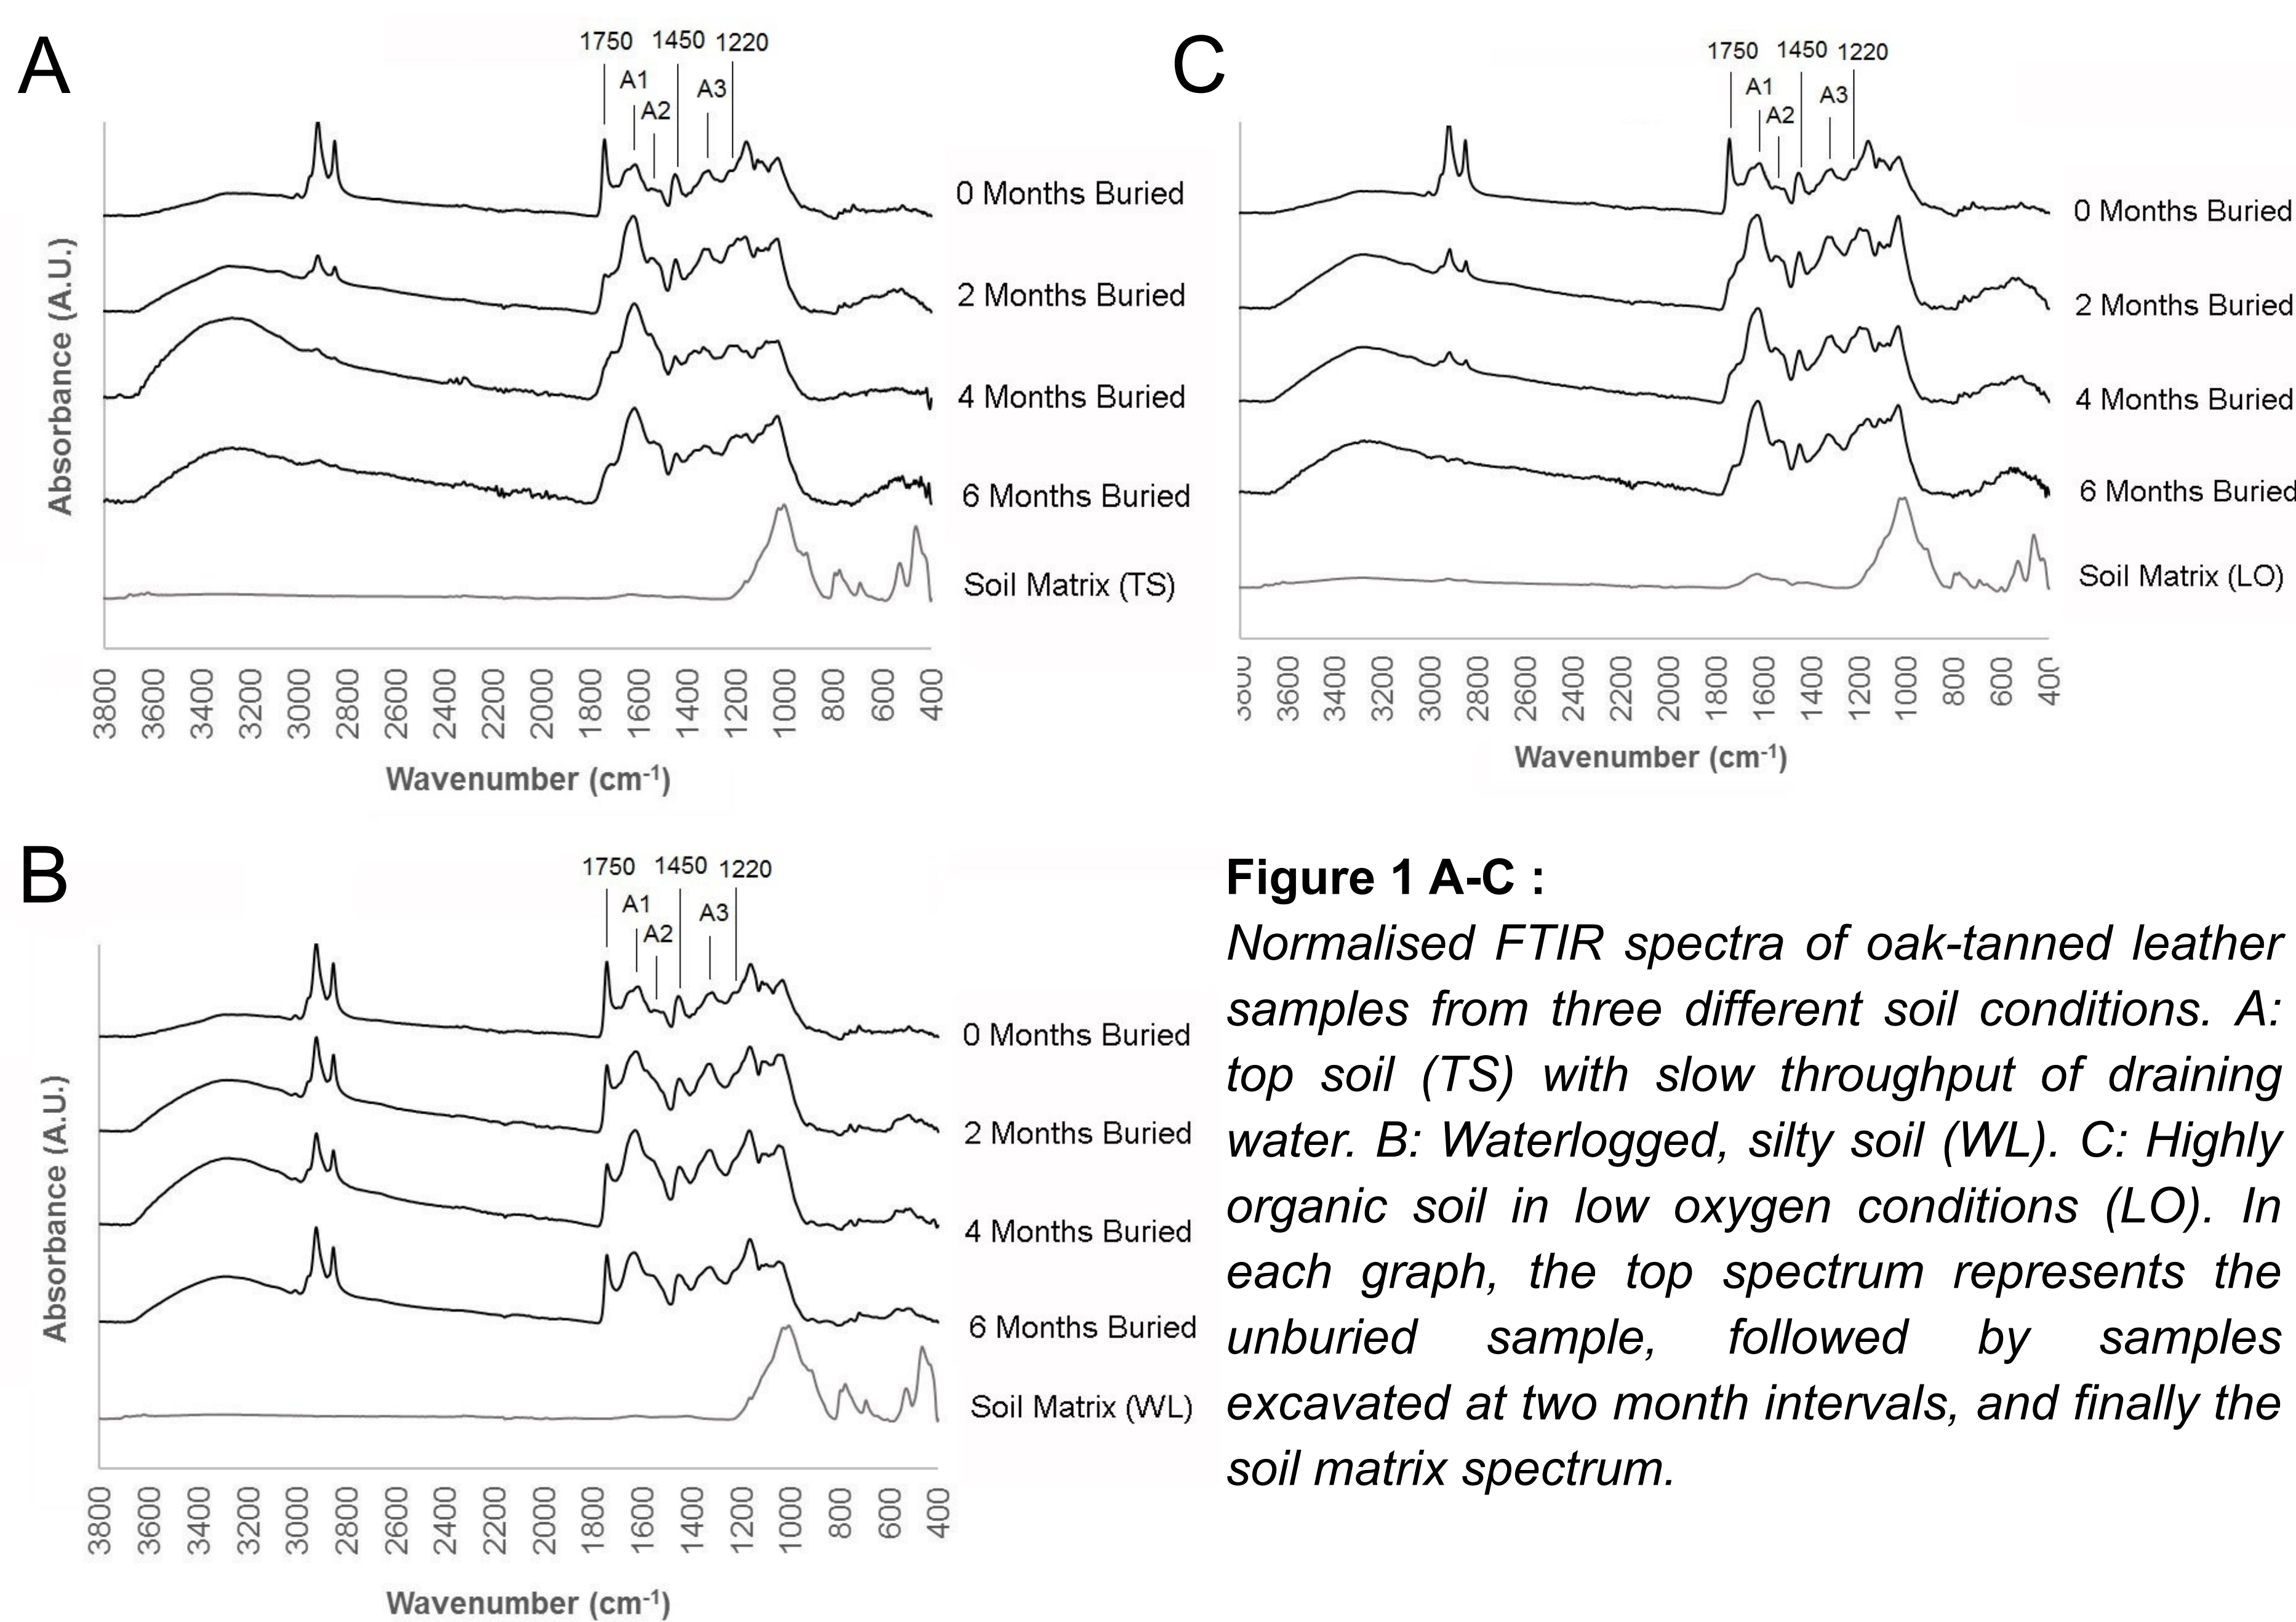 A
1750 1450 1220
A1
A2
A3
0 Months Buried
2 Months Buried
4 Months Buried
6 Months Buried
Soil Matrix (TS)
Absorbance (A.U.)
3800 3600 3400 3200 3000 2800 2600 2400 2200 2000 1800 1600 1400 1200 1000 800 600 400
Wavenumber (cm-1)
C
1750 1450 1220
A1
A2
A3
0 Months Buried
2 Months Buried
4 Months Buried
6 Months Buried
Soil Matrix (LO)
3800 3600 3400 3200 3000 2800 2600 2400 2200 2000 1800 1600 1400 1200 1000 800 600 400
Wavenumber (cm-1)
B
1750 1450 1220
A1
A2
A3
0 Months Buried
2 Months Buried
4 Months Buried
6 Months Buried
Soil Matrix (WL)
Absorbance (A.U.)
3800 3600 3400 3200 3000 2800 2600 2400 2200 2000 1800 1600 1400 1200 1000 800 600 400
Wavenumber (cm-1)
Figure 1 A-C :
Normalised FTIR spectra of oak-tanned leather
samples from three different soil conditions. A:
top soil (TS) with slow throughput of draining
water. B: Waterlogged, silty soil (WL). C: Highly
organic soil in low oxygen conditions (LO). In
each graph, the top spectrum represents the
unburied sample, followed by samples
excavated at two month intervals, and finally the
soil matrix spectrum.